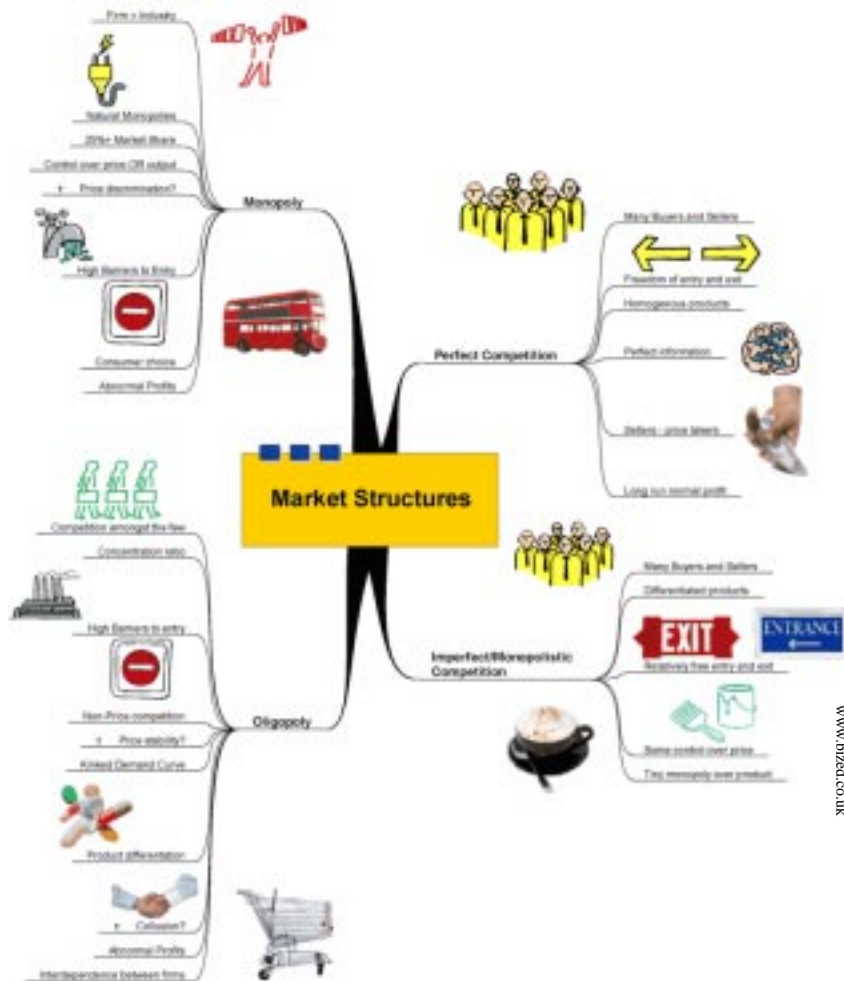 Firm = Industry
Natural Monopolies
25%+ Market Share
Control over price OR output
Price discrimination?
Monopoly
High Barriers to Entry
Consumer choice
Abnormal Profits
Many Buyers and Sellers
Freedom of entry and exit
Homogenous products
Perfect Competition
Perfect information
Sellers - price takers
Long run normal profit
Market Structures
Competition amongst the few
Concentration ratio
High Barriers to entry
Non-Price competition
Oligopoly
Price stability?
Kinked Demand Curve
Product differentiation
Collusion?
Abnormal Profits
Interdependence between firms
Many Buyers and Sellers
Differentiated products
EXIT
ENTRANCE
Imperfect/Monopolistic
Competition
Relatively free entry and exit
Some control over price
Tiny monopoly over product
www.bized.co.uk